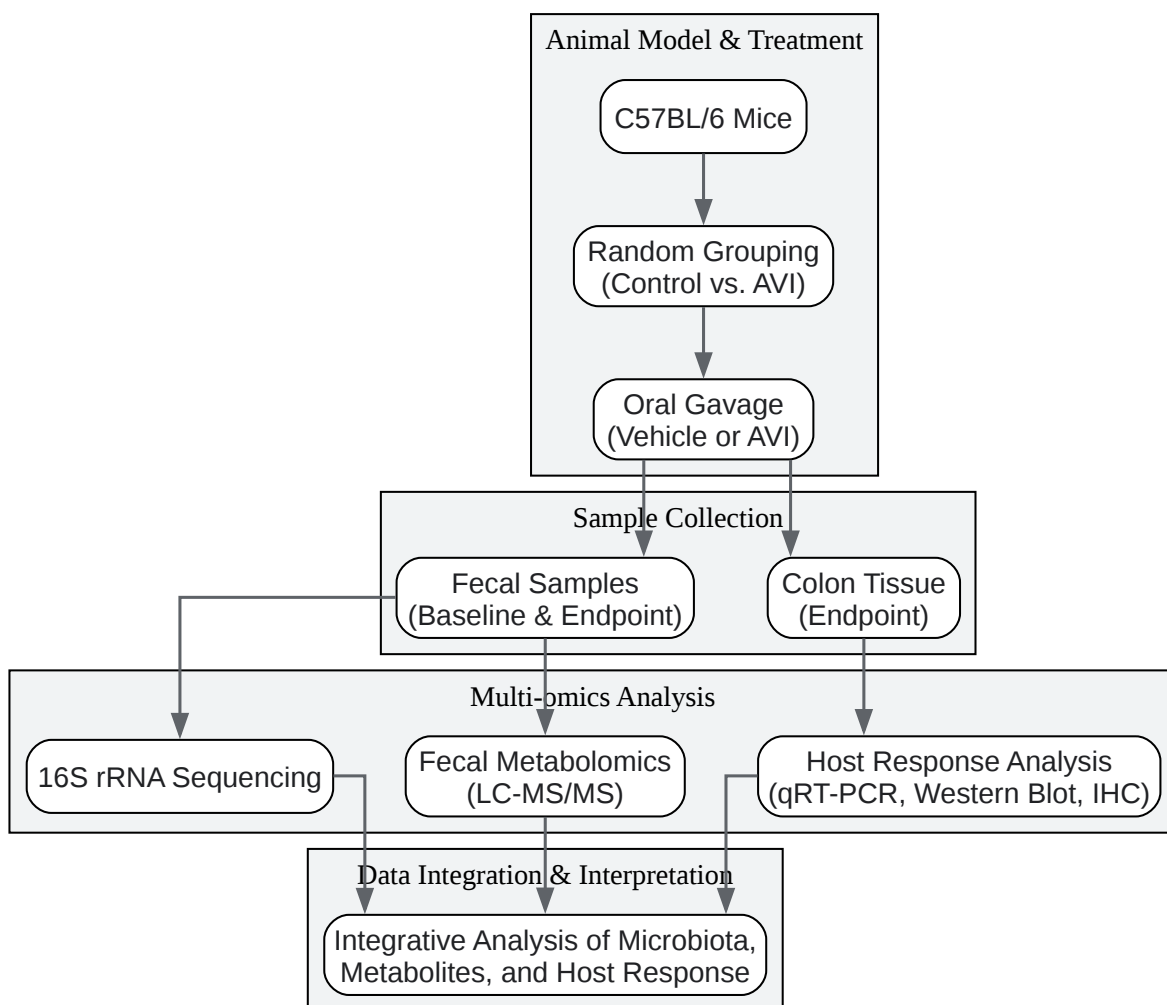 Animal Model & Treatment
C57BL/6 Mice
Random Grouping
(Control vs. AVI)
Oral Gavage
(Vehicle or AVI)
Sample Collection
Fecal Samples
(Baseline & Endpoint)
Colon Tissue
(Endpoint)
Multi-omics Analysis
16S rRNA Sequencing
Fecal Metabolomics
(LC-MS/MS)
Host Response Analysis
(qRT-PCR, Western Blot, IHC)
Data Integration & Interpretation
Integrative Analysis of Microbiota,
Metabolites, and Host Response